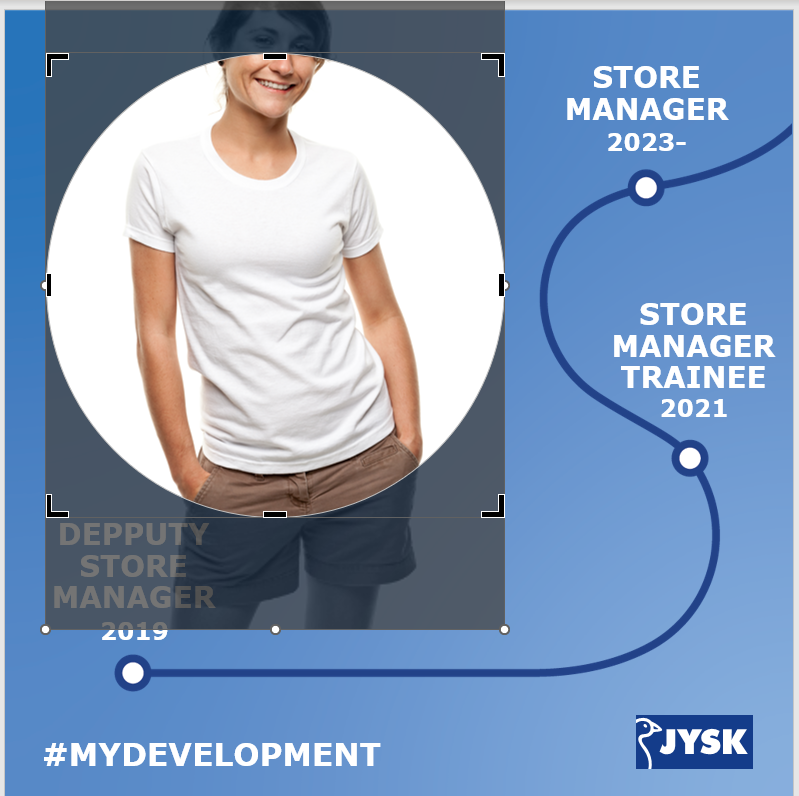 STORE
MANAGER
2023-
STORE
MANAGER
TRAINEE
2021
DEPPUTY
STORE
MANAGER
2019
#MYDEVELOPMENT
JYSK